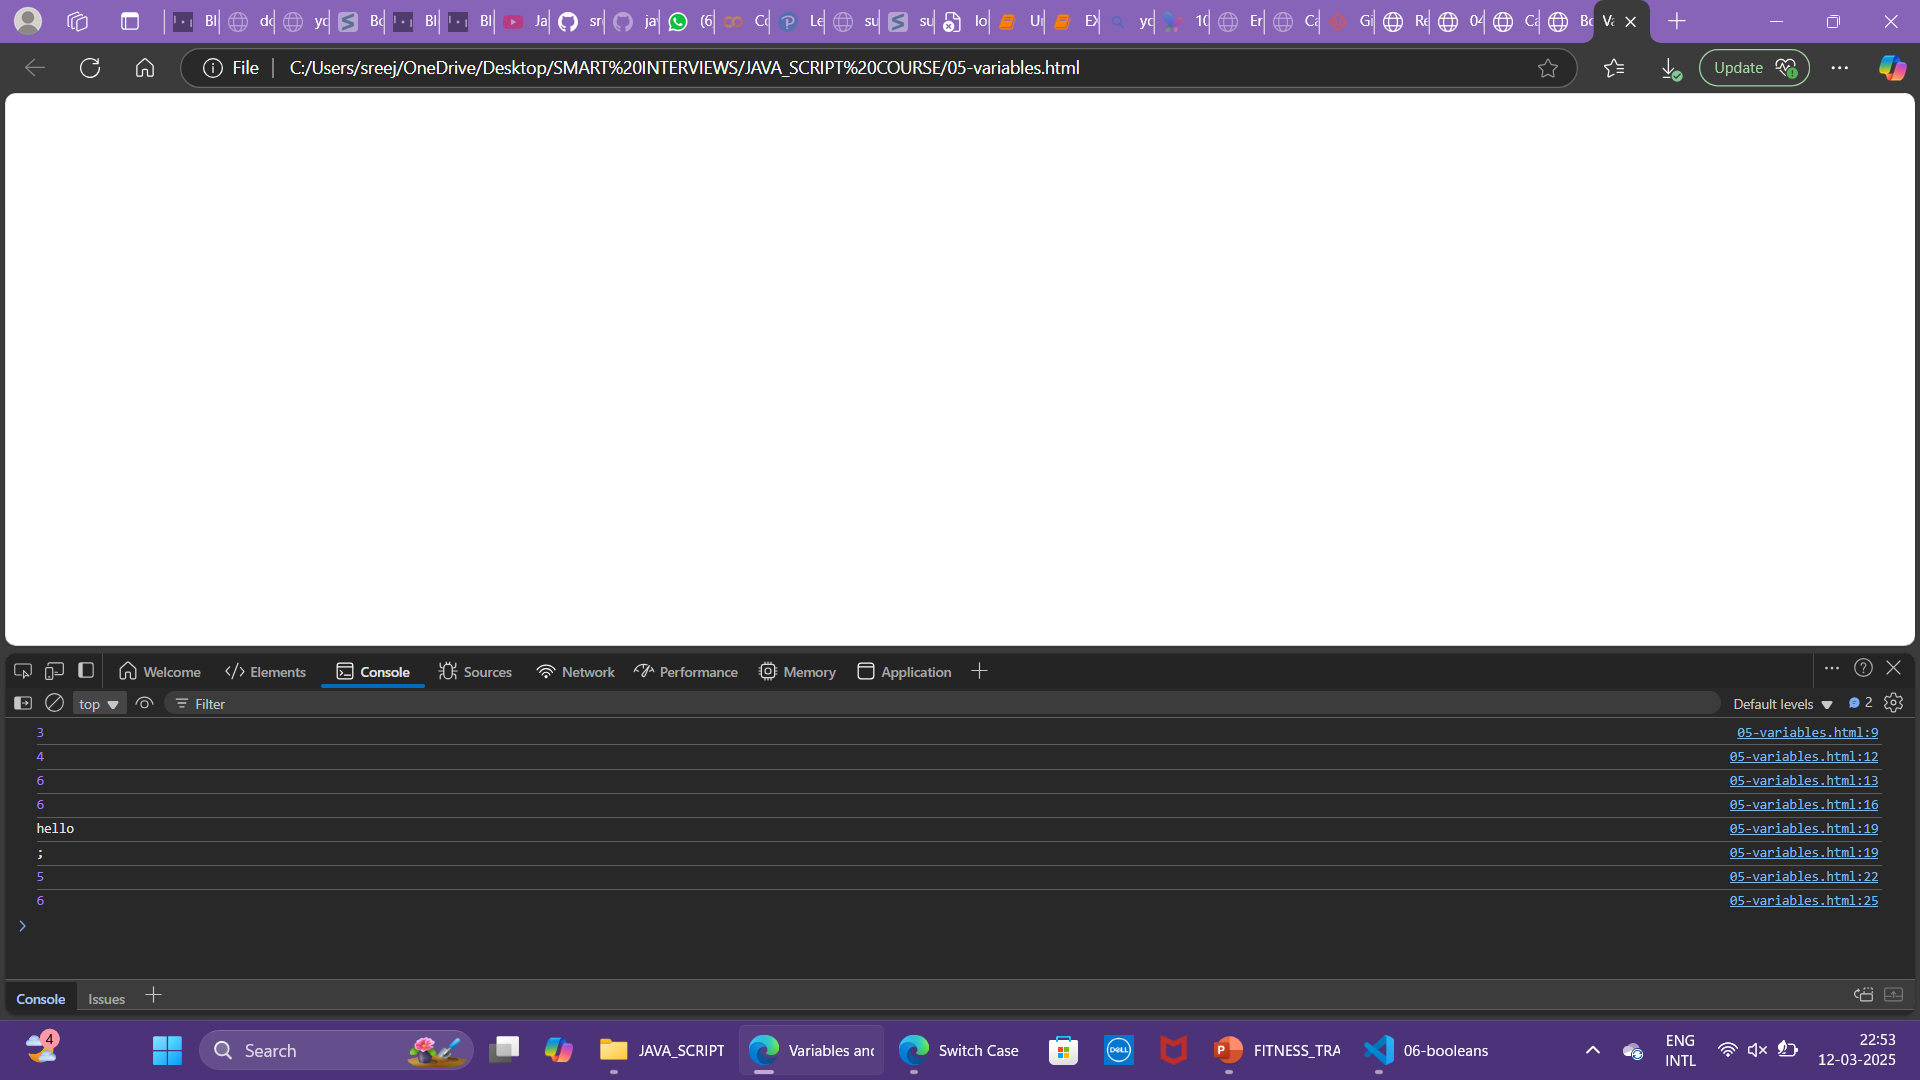 Bl dc yc Bc Bl Bl Ja sr ja (6 Cc Le su su lo Ur EX yc 10 Er Ca Gi Re 04 Ca Bc Va
File C:/Users/sreej/OneDrive/Desktop/SMART%20INTERVIEWS/JAVA_SCRIPT%20COURSE/05-variables.html Update
Welcome Elements Console Sources Network Performance Memory Application
top Filter Default levels 2
3 05-variables.html:9
4 05-variables.html:12
6 05-variables.html:13
6 05-variables.html:16
hello 05-variables.html:19
; 05-variables.html:19
5 05-variables.html:22
6 05-variables.html:25
Console Issues
4 Search DELL JAVA_SCRIPT Variables anc Switch Case FITNESS_TRA 06-booleans
ENG
INTL
22:53
12-03-2025